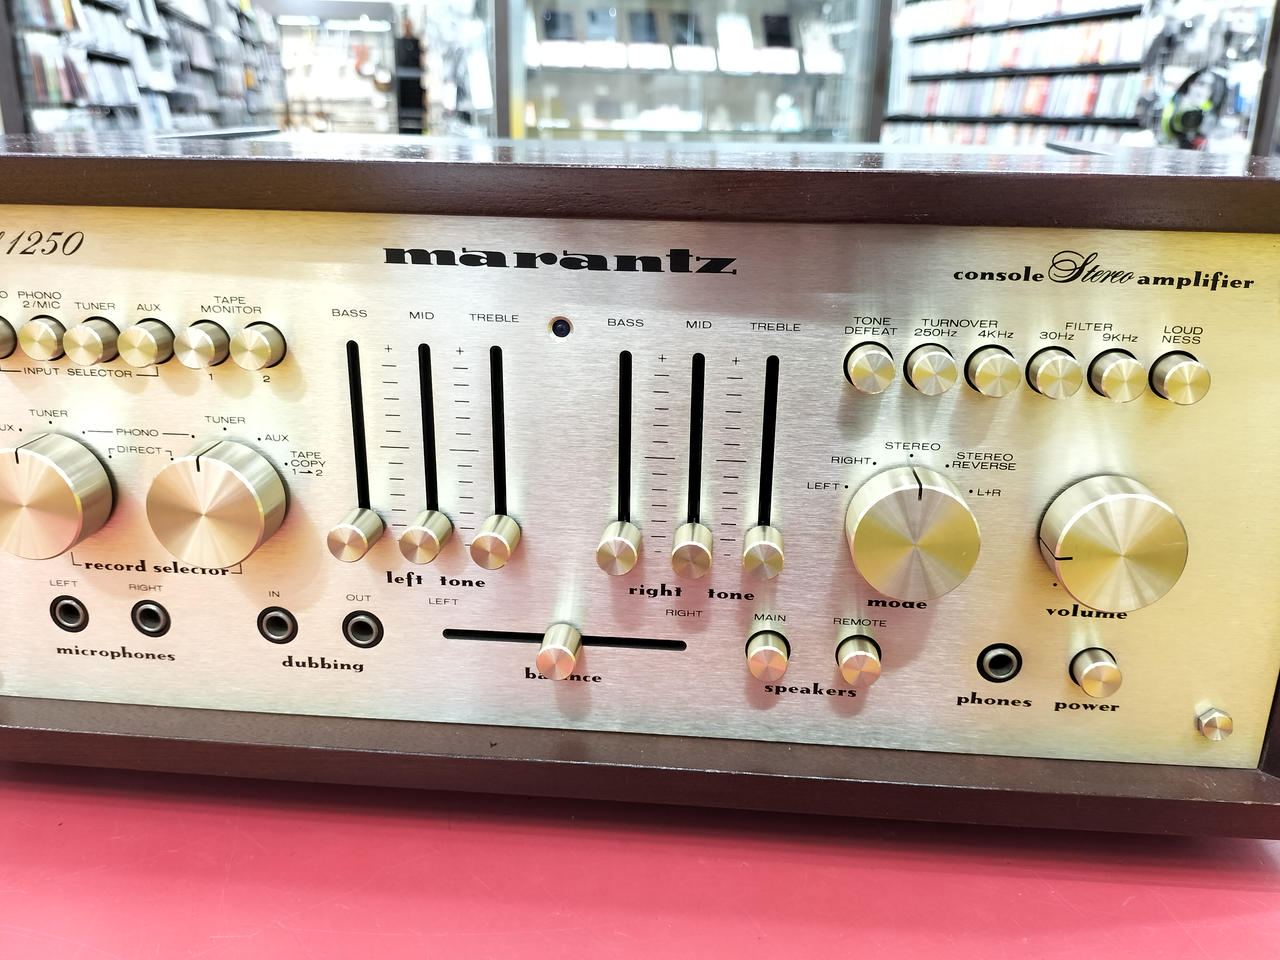 1250
marantz
console Stereo amplifier
PHONO
2/MIC
TUNER
AUX
TAPE
MONITOR
1
2
INPUT SELECTOR
BASS
MID
TREBLE
+
+
BASS
MID
TREBLE
+
+
TONE
DEFEAT
TURNOVER
250Hz 4KHz
FILTER
30Hz 9KHz
LOUD
NESS
TUNER
PHONO
DIRECT
TUNER
AUX
TAPE
COPY
1→2
record selector
left tone
right tone
LEFT
RIGHT
STEREO
STEREO
REVERSE
L+R
mode
volume
LEFT
RIGHT
microphones
IN
OUT
dubbing
LEFT
RIGHT
balance
MAIN
REMOTE
speakers
phones
power